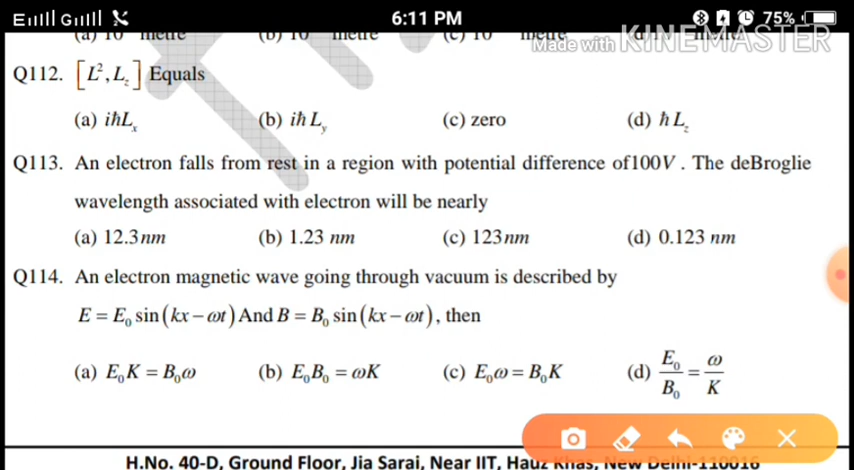 6:11 PM
75%
Made with KINEMASTER
Q112. [L², L_z] Equals
(a) iħL_x (b) iħ L_y (c) zero (d) ħ L_z
Q113. An electron falls from rest in a region with potential difference of100V . The deBroglie
wavelength associated with electron will be nearly
(a) 12.3nm (b) 1.23 nm (c) 123nm (d) 0.123 nm
Q114. An electron magnetic wave going through vacuum is described by
E = E₀ sin(kx − ωt) And B = B₀ sin(kx − ωt), then
(a) E₀K = B₀ω (b) E₀B₀ = ωK (c) E₀ω = B₀K (d) E₀/B₀ = ω/K
H.No. 40-D, Ground Floor, Jia Sarai, Near IIT, Hauz Khas, New Delhi-110016